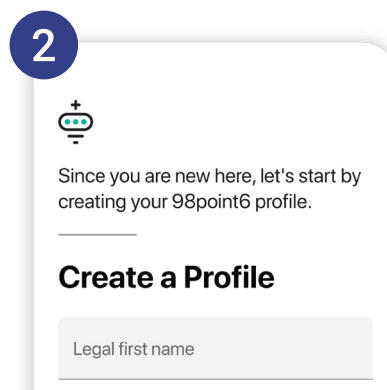 2
Since you are new here, let's start by
creating your 98point6 profile.
Create a Profile
Legal first name